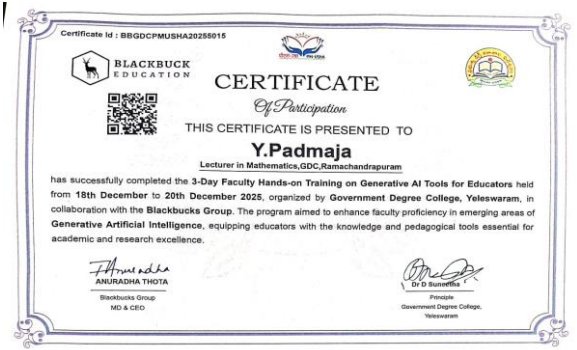 Certificate Id : BBGDCPMUSHA20255015
BLACKBUCK
EDUCATION
CERTIFICATE
Of Participation
THIS CERTIFICATE IS PRESENTED TO
Y.Padmaja
Lecturer in Mathematics,GDC,Ramachandrapuram
has successfully completed the 3-Day Faculty Hands-on Training on Generative AI Tools for Educators held
from 18th December to 20th December 2025, organized by Government Degree College, Yeleswaram, in
collaboration with the Blackbucks Group. The program aimed to enhance faculty proficiency in emerging areas of
Generative Artificial Intelligence, equipping educators with the knowledge and pedagogical tools essential for
academic and research excellence.
ANURADHA THOTA
Blackbucks Group
MD & CEO
Dr D Suneetha
Principle
Government Degree College,
Yeleswaram